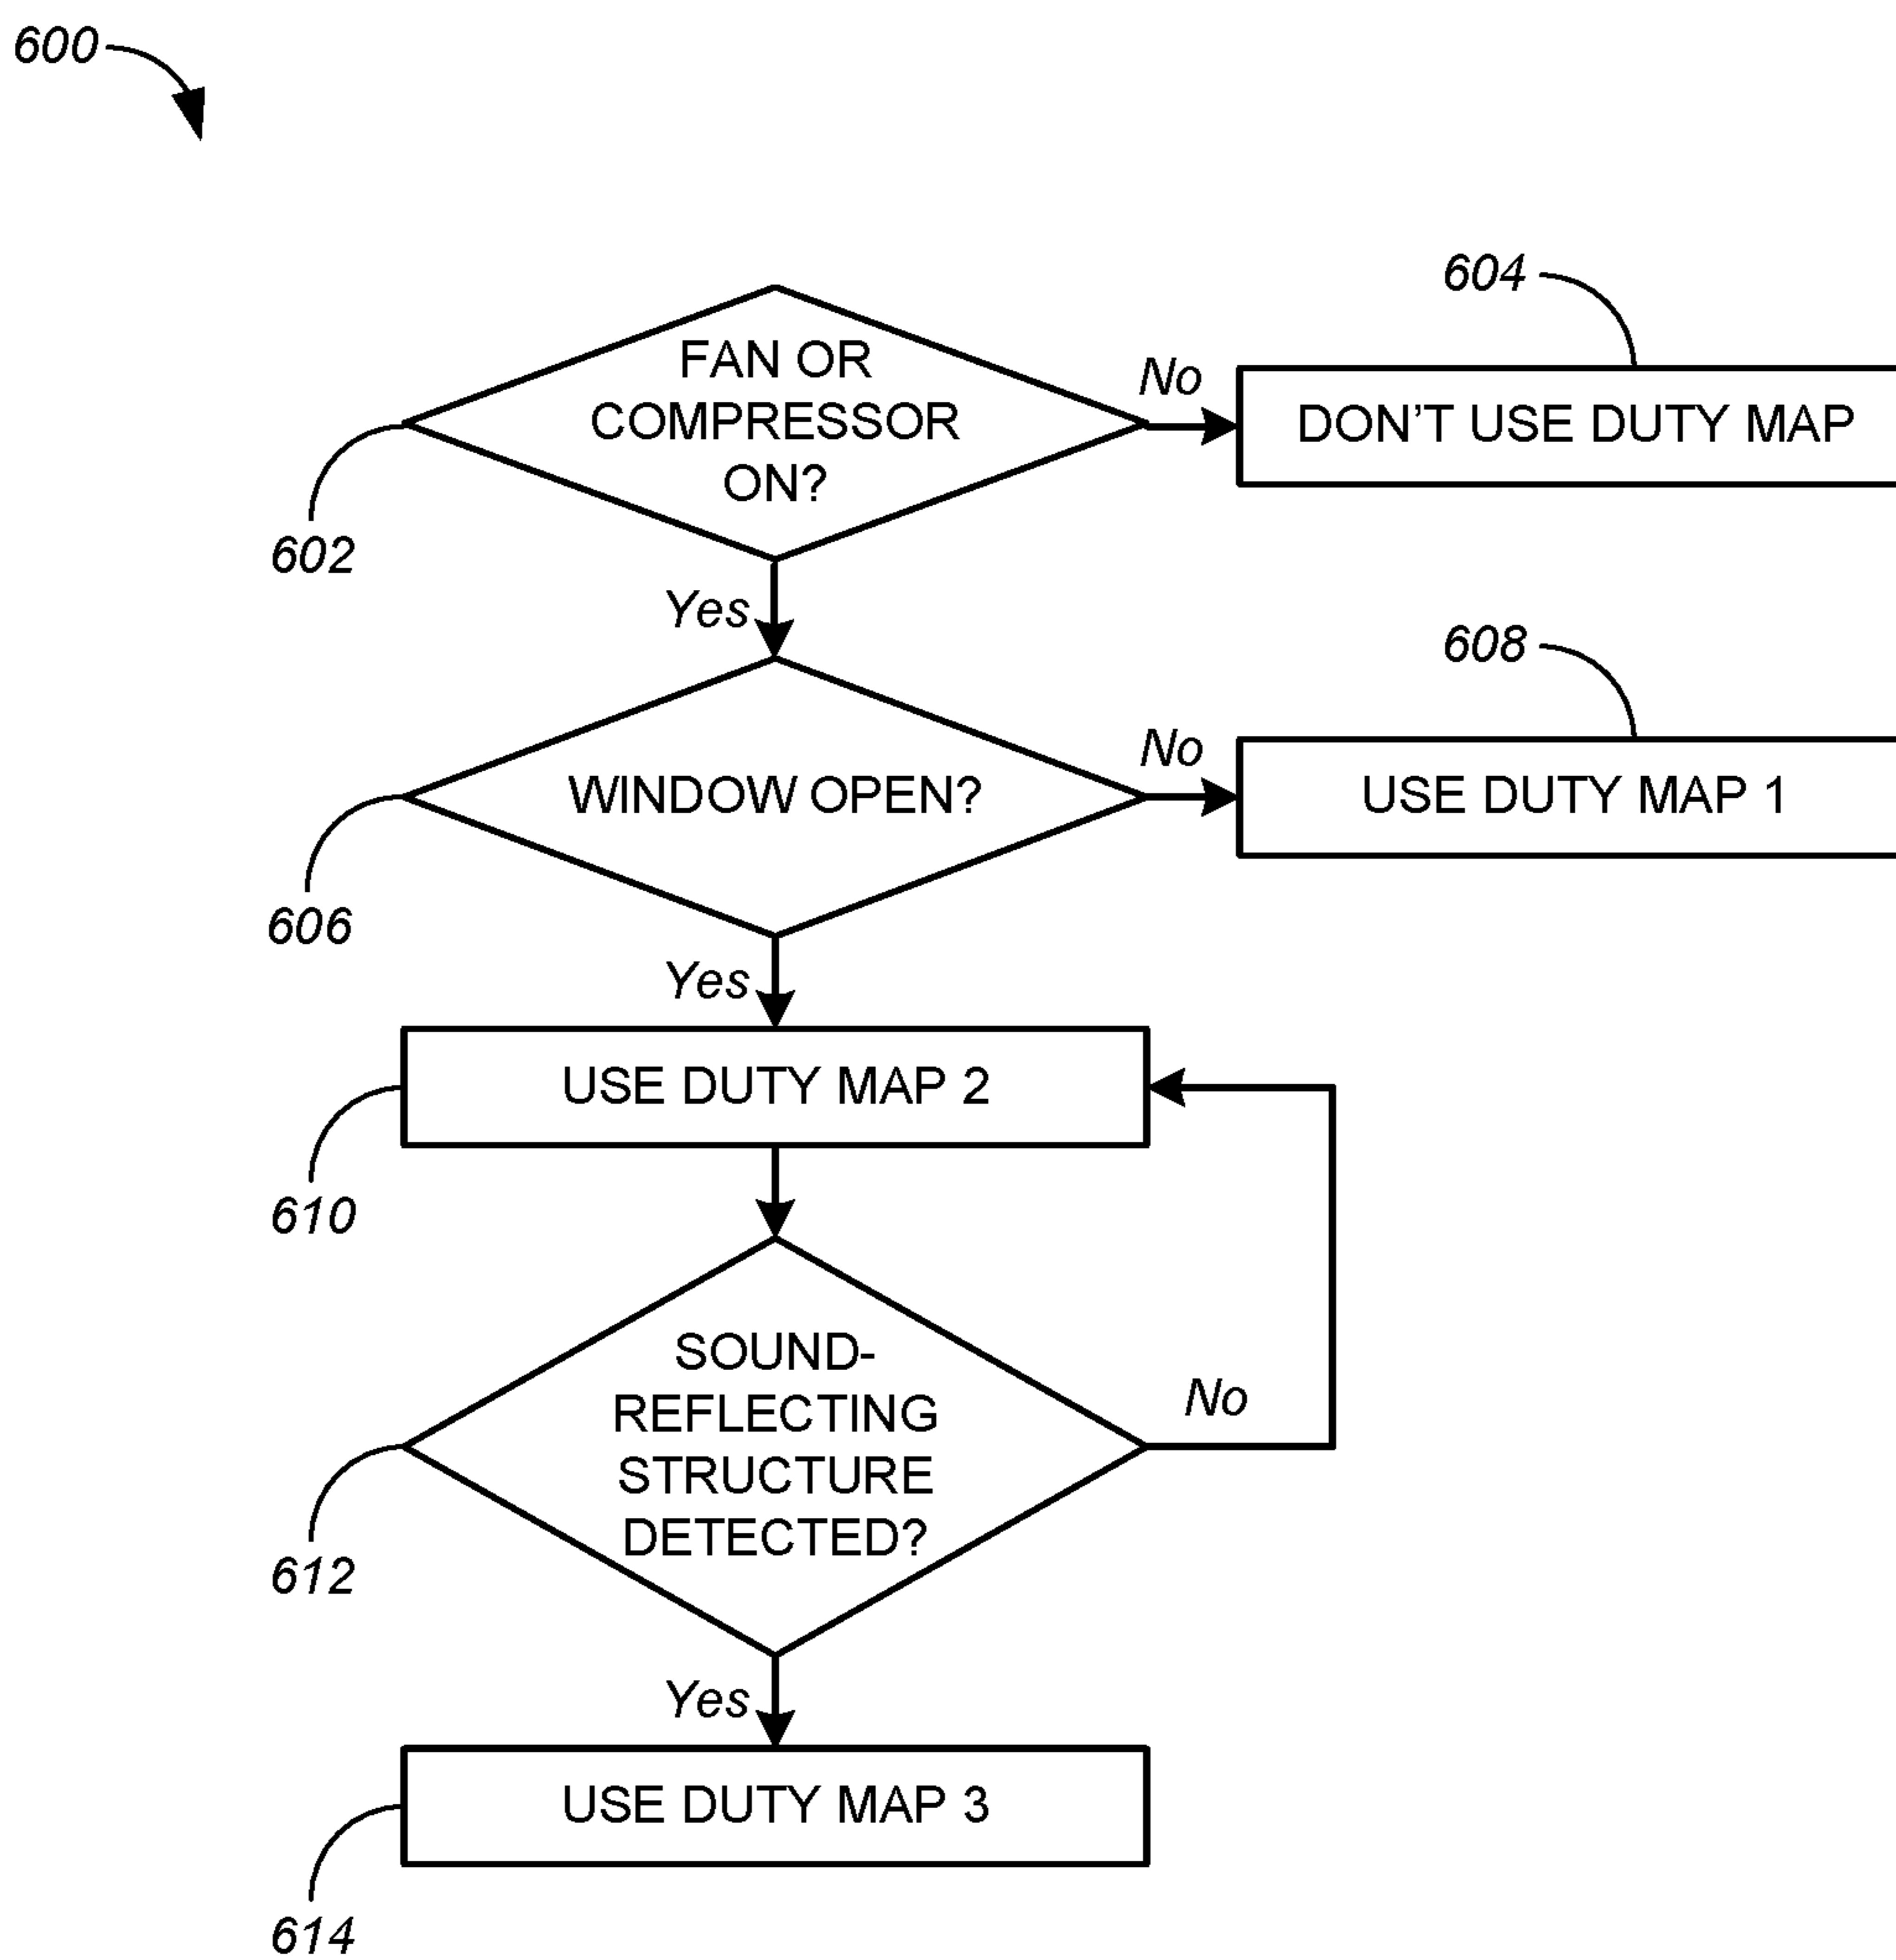 600
604
FAN OR
COMPRESSOR
ON?
No
DON'T USE DUTY MAP
602
Yes
608
WINDOW OPEN?
No
USE DUTY MAP 1
606
Yes
USE DUTY MAP 2
610
SOUND-
REFLECTING
STRUCTURE
DETECTED?
No
612
Yes
USE DUTY MAP 3
614